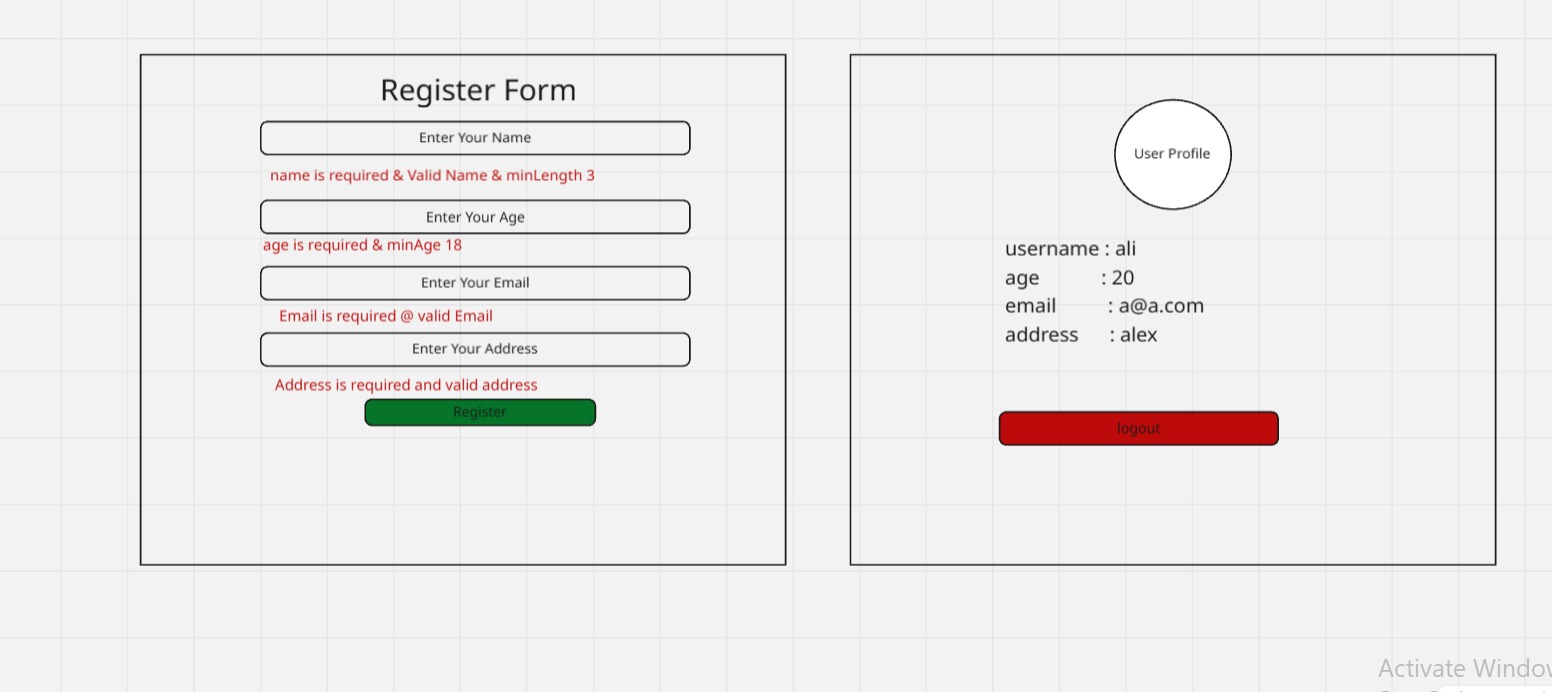 Register Form
Enter Your Name
name is required & Valid Name & minLength 3
Enter Your Age
age is required & minAge 18
Enter Your Email
Email is required @ valid Email
Enter Your Address
Address is required and valid address
Register
User Profile
username : ali
age : 20
email : a@a.com
address : alex
logout
Activate Window